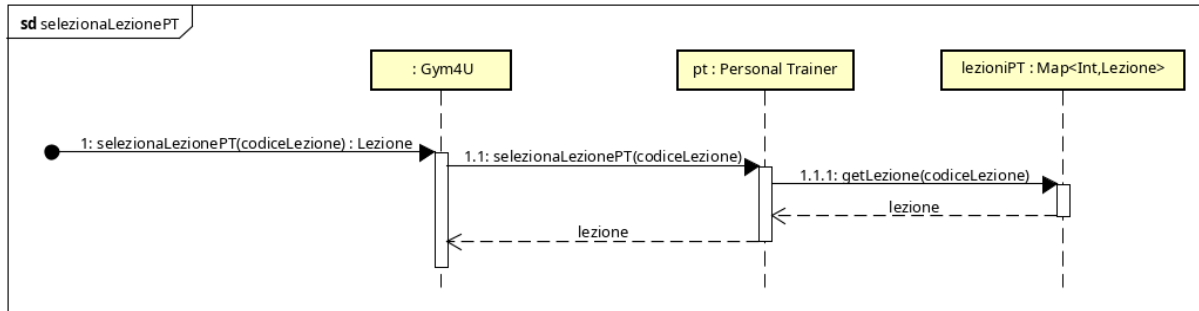 sd selezionaLezionePT
: Gym4U
pt : Personal Trainer
lezioniPT : Map<Int,Lezione>
1: selezionaLezionePT(codiceLezione) : Lezione
1.1: selezionaLezionePT(codiceLezione)
1.1.1: getLezione(codiceLezione)
lezione
lezione